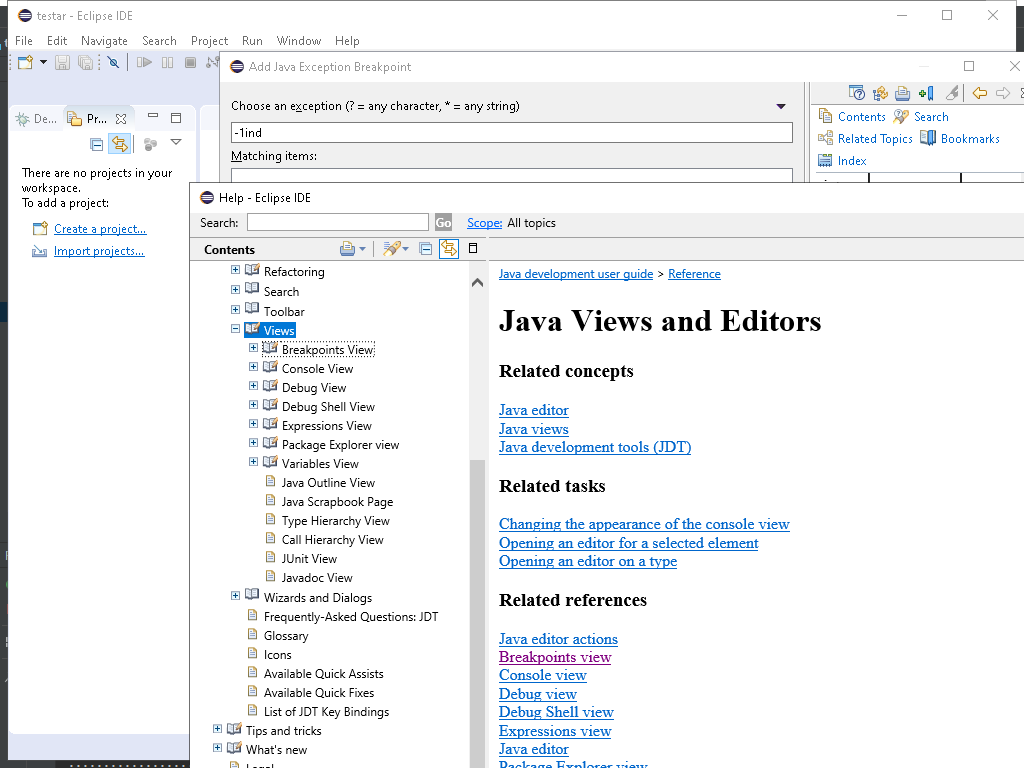 testar - Eclipse IDE
File Edit Navigate Search Project Run Window Help
Add Java Exception Breakpoint
Choose an exception (? = any character, * = any string)
-1ind
Matching items:
De...
Pr...
There are no projects in your
workspace.
To add a project:
Create a project...
Import projects...
Contents Search
Related Topics Bookmarks
Index
Help - Eclipse IDE
Search: Go Scope: All topics
Contents
Refactoring
Search
Toolbar
Views
Breakpoints View
Console View
Debug View
Debug Shell View
Expressions View
Package Explorer view
Variables View
Java Outline View
Java Scrapbook Page
Type Hierarchy View
Call Hierarchy View
JUnit View
Javadoc View
Wizards and Dialogs
Frequently-Asked Questions: JDT
Glossary
Icons
Available Quick Assists
Available Quick Fixes
List of JDT Key Bindings
Tips and tricks
What's new
Legal
Java development user guide > Reference
Java Views and Editors
Related concepts
Java editor
Java views
Java development tools (JDT)
Related tasks
Changing the appearance of the console view
Opening an editor for a selected element
Opening an editor on a type
Related references
Java editor actions
Breakpoints view
Console view
Debug view
Debug Shell view
Expressions view
Java editor
Package Explorer view